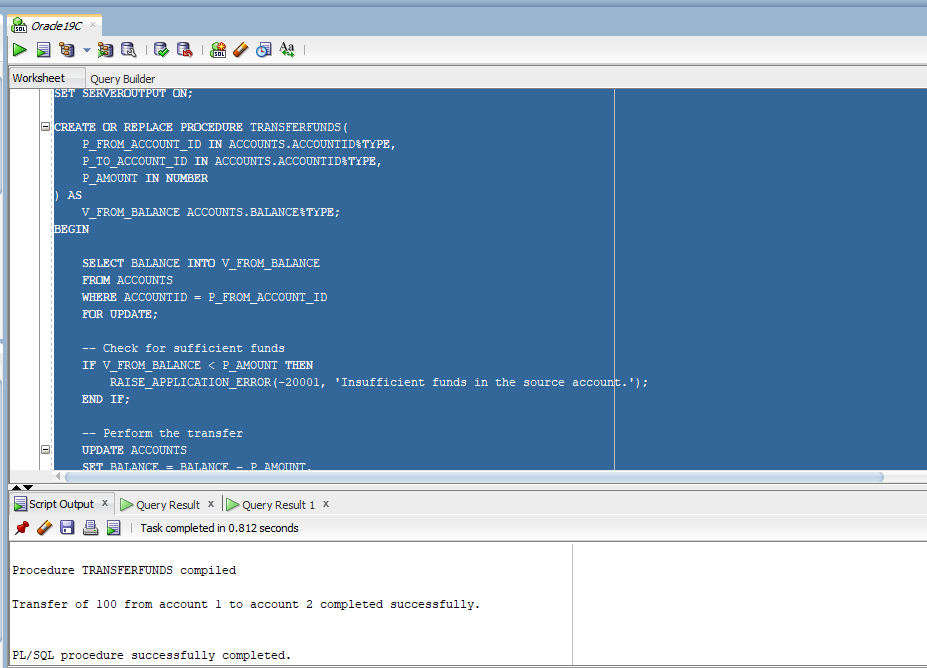 Oracle19C
Worksheet Query Builder
SET SERVEROUTPUT ON;
CREATE OR REPLACE PROCEDURE TRANSFERFUNDS(
P_FROM_ACCOUNT_ID IN ACCOUNTS.ACCOUNTID%TYPE,
P_TO_ACCOUNT_ID IN ACCOUNTS.ACCOUNTID%TYPE,
P_AMOUNT IN NUMBER
) AS
V_FROM_BALANCE ACCOUNTS.BALANCE%TYPE;
BEGIN
SELECT BALANCE INTO V_FROM_BALANCE
FROM ACCOUNTS
WHERE ACCOUNTID = P_FROM_ACCOUNT_ID
FOR UPDATE;
-- Check for sufficient funds
IF V_FROM_BALANCE < P_AMOUNT THEN
RAISE_APPLICATION_ERROR(-20001, 'Insufficient funds in the source account.');
END IF;
-- Perform the transfer
UPDATE ACCOUNTS
SET BALANCE = BALANCE - P_AMOUNT,
Script Output x Query Result x Query Result 1 x
Task completed in 0.812 seconds
Procedure TRANSFERFUNDS compiled
Transfer of 100 from account 1 to account 2 completed successfully.
PL/SQL procedure successfully completed.